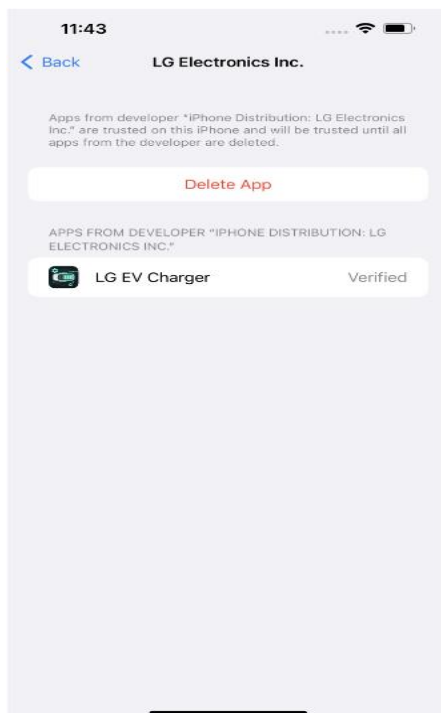 11:43
Back
LG Electronics Inc.
Apps from developer "iPhone Distribution: LG Electronics
Inc." are trusted on this iPhone and will be trusted until all
apps from the developer are deleted.
Delete App
APPS FROM DEVELOPER "IPHONE DISTRIBUTION: LG
ELECTRONICS INC."
LG EV Charger
Verified